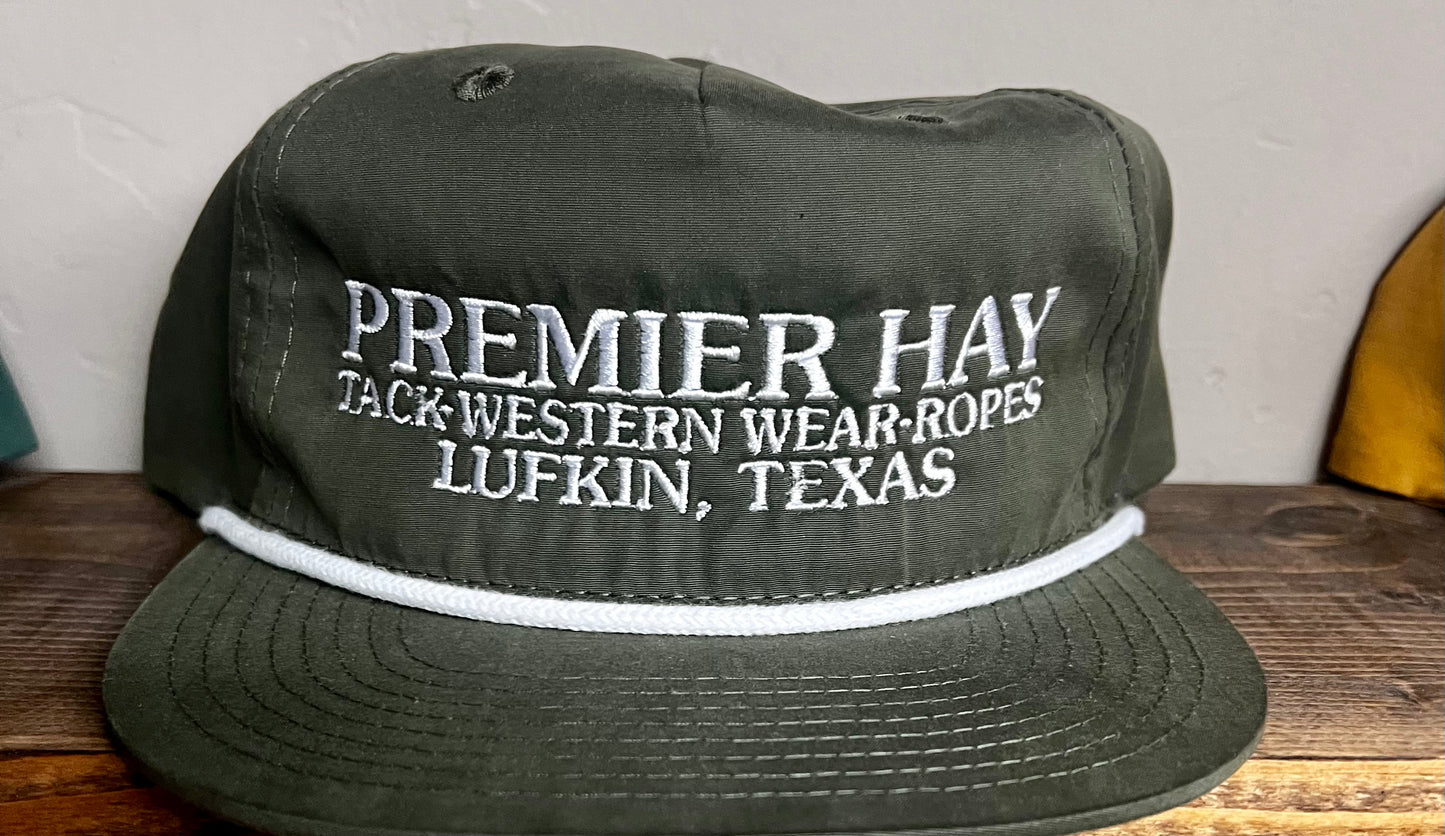 PREMIER HAY
TACK-WESTERN WEAR-ROPES
LUFKIN, TEXAS